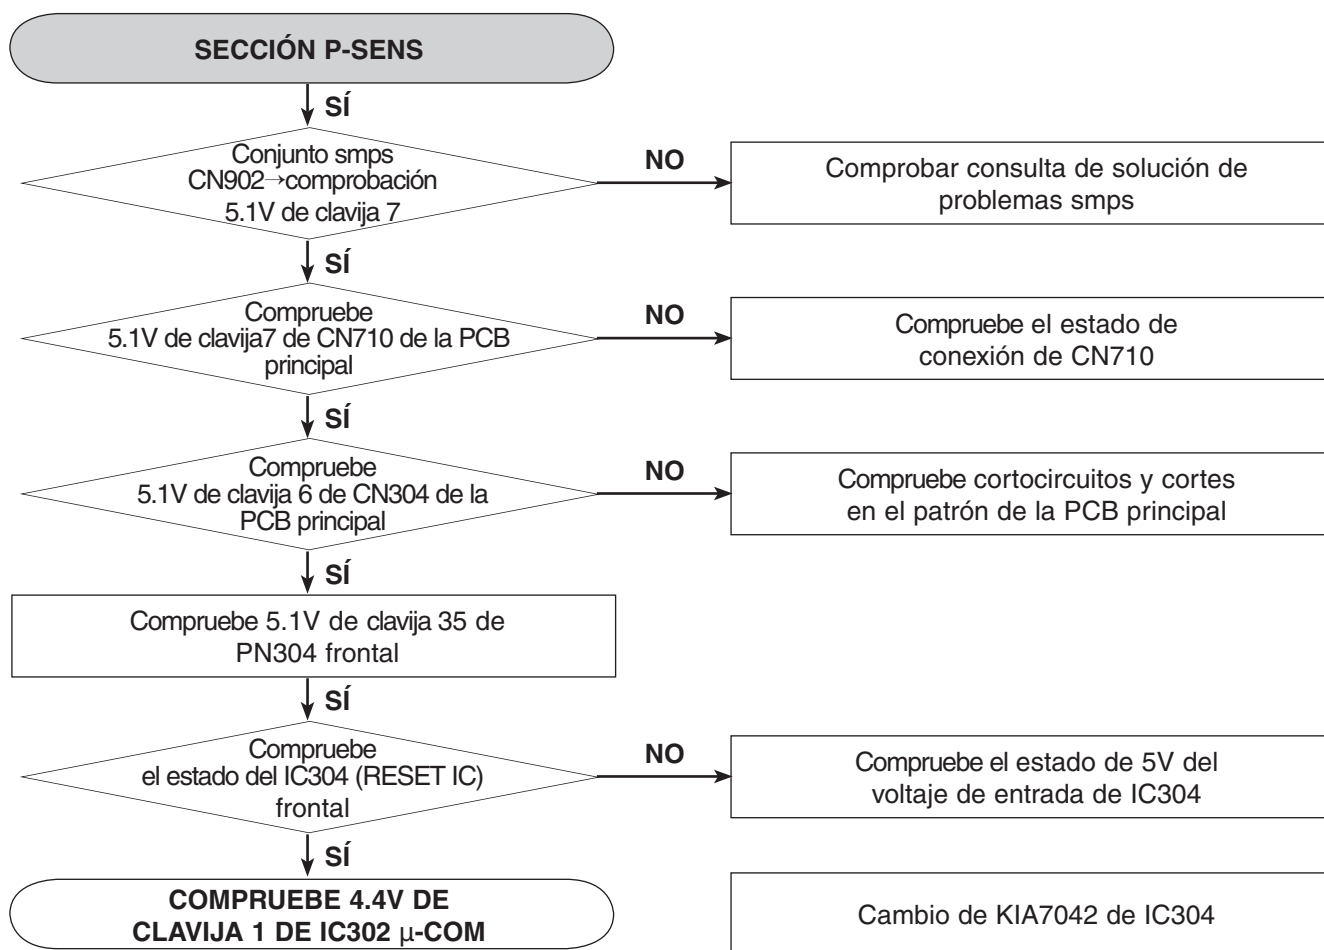 SECCIÓN P-SENS
SÍ
Conjunto smps
CN902→comprobación
5.1V de clavija 7
NO
Comprobar consulta de solución de
problemas smps
SÍ
Compruebe
5.1V de clavija7 de CN710 de la PCB
principal
NO
Compruebe el estado de
conexión de CN710
SÍ
Compruebe
5.1V de clavija 6 de CN304 de la
PCB principal
NO
Compruebe cortocircuitos y cortes
en el patrón de la PCB principal
SÍ
Compruebe 5.1V de clavija 35 de
PN304 frontal
SÍ
Compruebe
el estado del IC304 (RESET IC)
frontal
NO
Compruebe el estado de 5V del
voltaje de entrada de IC304
SÍ
COMPRUEBE 4.4V DE
CLAVIJA 1 DE IC302 µ-COM
Cambio de KIA7042 de IC304